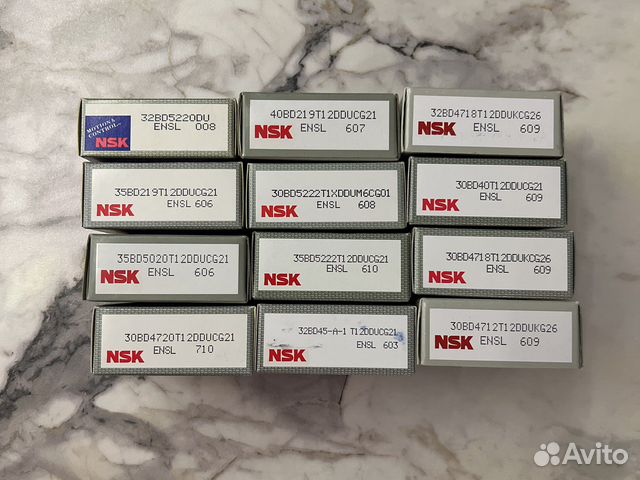 32BD5220DU
MOTION & CONTROL
ENSL 008
NSK
40BD219T12DDUCG21
NSK ENSL 607
32BD4718T12DDUKCG26
NSK ENSL 609
35BD219T12DDUCG21
NSK ENSL 606
30BD5222T1XDDUM6CG01
NSK ENSL 608
30BD40T12DDUCG21
NSK ENSL 609
35BD5020T12DDUCG21
NSK ENSL 606
35BD5222T12DDUCG21
NSK ENSL 610
30BD4718T12DDUKCG26
NSK ENSL 609
30BD4720T12DDUCG21
NSK ENSL 710
32BD45-A-1 T12DDUCG21
NSK ENSL 603
30BD4712T12DDUKG26
NSK ENSL 609
Avito